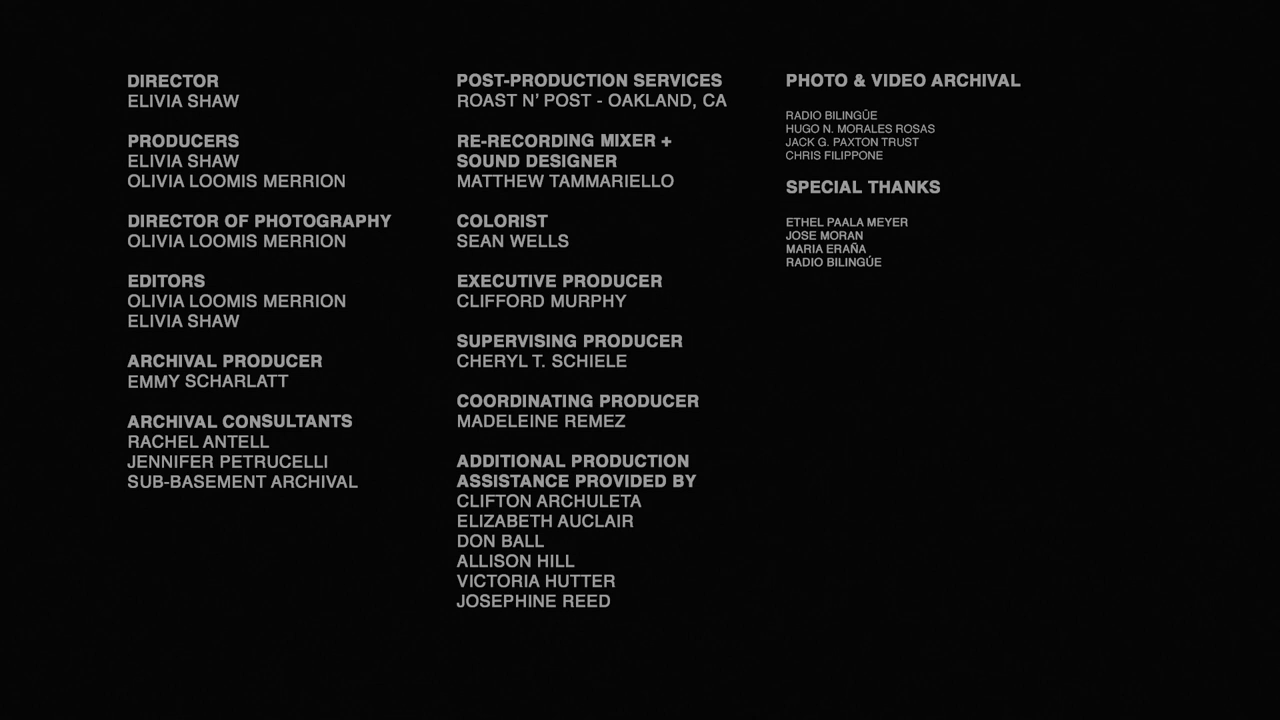 DIRECTOR
ELIVIA SHAW
PRODUCERS
ELIVIA SHAW
OLIVIA LOOMIS MERRION
DIRECTOR OF PHOTOGRAPHY
OLIVIA LOOMIS MERRION
EDITORS
OLIVIA LOOMIS MERRION
ELIVIA SHAW
ARCHIVAL PRODUCER
EMMY SCHARLATT
ARCHIVAL CONSULTANTS
RACHEL ANTELL
JENNIFER PETRUCELLI
SUB-BASEMENT ARCHIVAL
POST-PRODUCTION SERVICES
ROAST N’ POST - OAKLAND, CA
RE-RECORDING MIXER +
SOUND DESIGNER
MATTHEW TAMMARIELLO
COLORIST
SEAN WELLS
EXECUTIVE PRODUCER
CLIFFORD MURPHY
SUPERVISING PRODUCER
CHERYL T. SCHIELE
COORDINATING PRODUCER
MADELEINE REMEZ
ADDITIONAL PRODUCTION
ASSISTANCE PROVIDED BY
CLIFTON ARCHULETA
ELIZABETH AUCLAIR
DON BALL
ALLISON HILL
VICTORIA HUTTER
JOSEPHINE REED
PHOTO & VIDEO ARCHIVAL
RADIO BILINGÜE
HUGO N. MORALES ROSAS
JACK G. PAXTON TRUST
CHRIS FILIPPONE
SPECIAL THANKS
ETHEL PAALA MEYER
JOSE MORAN
MARIA ERAÑA
RADIO BILINGÜE